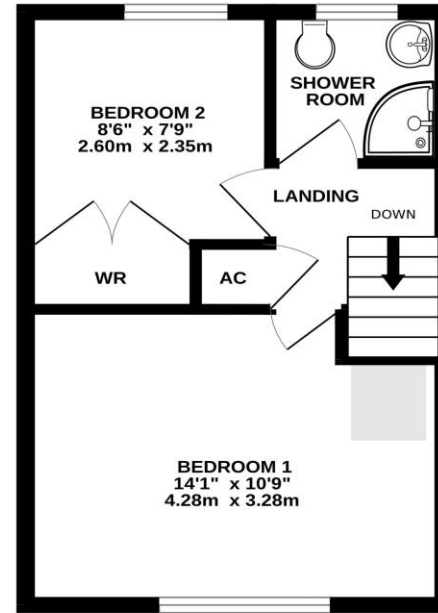 SHOWER
ROOM
BEDROOM 2
8'6" x 7'9"
2.60m x 2.35m
LANDING
DOWN
WR
AC
BEDROOM 1
14'1" x 10'9"
4.28m x 3.28m